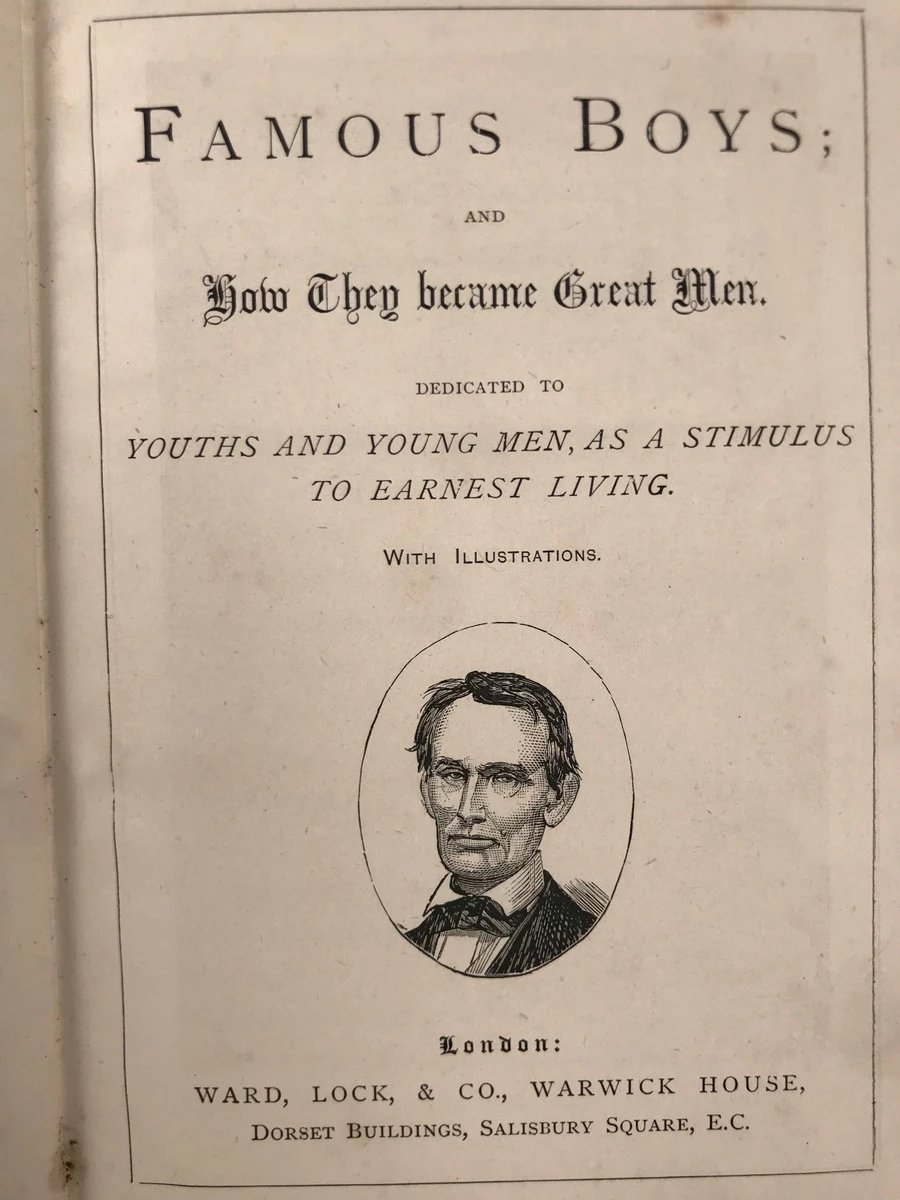 FAMOUS BOYS;
AND
How They became Great Men.
DEDICATED TO
YOUTHS AND YOUNG MEN, AS A STIMULUS
TO EARNEST LIVING.
WITH ILLUSTRATIONS.
London:
WARD, LOCK, & CO., WARWICK HOUSE,
DORSET BUILDINGS, SALISBURY SQUARE, E.C.